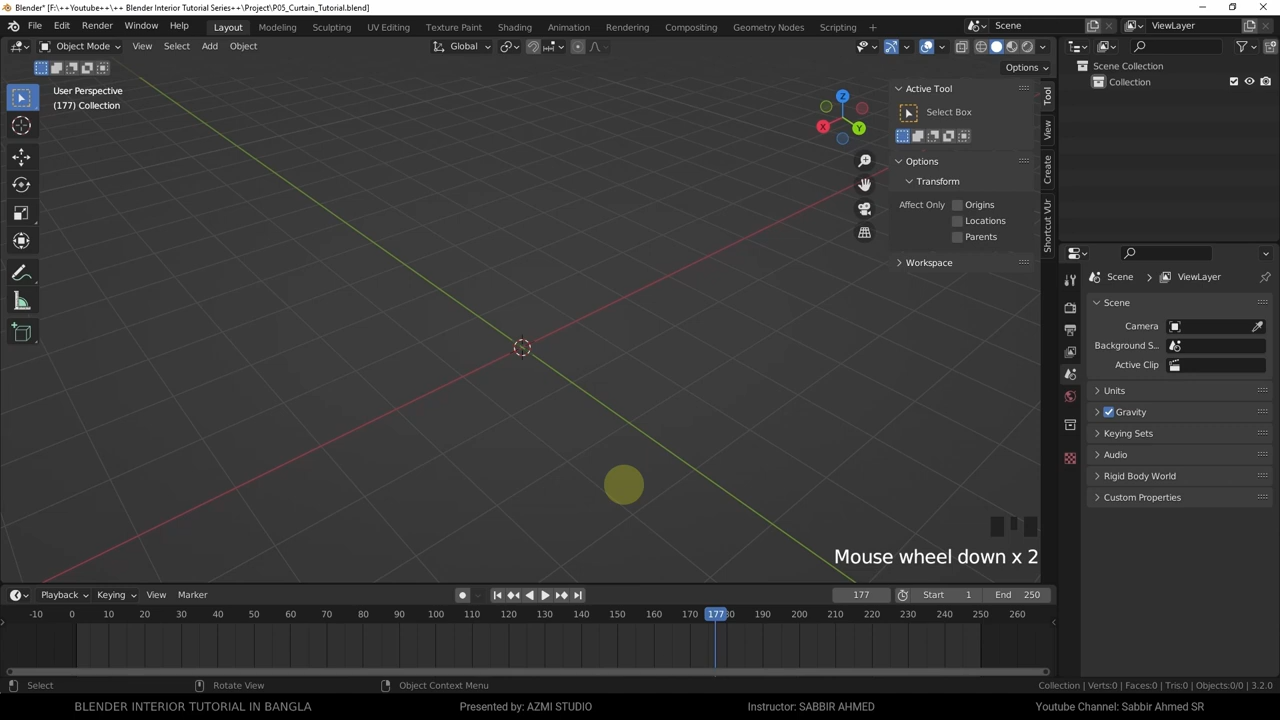 Blender* [F:\++Youtube++\++ Blender Interior Tutorial Series++\Project\P05_Curtain_Tutorial.blend]
File Edit Render Window Help Layout Modeling Sculpting UV Editing Texture Paint Shading Animation Rendering Compositing Geometry Nodes Scripting + Scene ViewLayer
Object Mode View Select Add Object Global
Options
User Perspective
(177) Collection
X Y Z
Active Tool
Select Box
Options
Transform
Affect Only Origins
Locations
Parents
Workspace
Tool
View
Create
Shortcut VUr
Scene Collection
Collection
Scene ViewLayer
Scene
Camera
Background S...
Active Clip
Units
Gravity
Keying Sets
Audio
Rigid Body World
Custom Properties
Mouse wheel down x 2
Playback Keying View Marker 177 Start 1 End 250
-10 0 10 20 30 40 50 60 70 80 90 100 110 120 130 140 150 160 170 177 180 190 200 210 220 230 240 250 260
Select Rotate View Object Context Menu Collection | Verts:0 | Faces:0 | Tris:0 | Objects:0/0 | 3.2.0
BLENDER INTERIOR TUTORIAL IN BANGLA Presented by: AZMI STUDIO Instructor: SABBIR AHMED Youtube Channel: Sabbir Ahmed SR